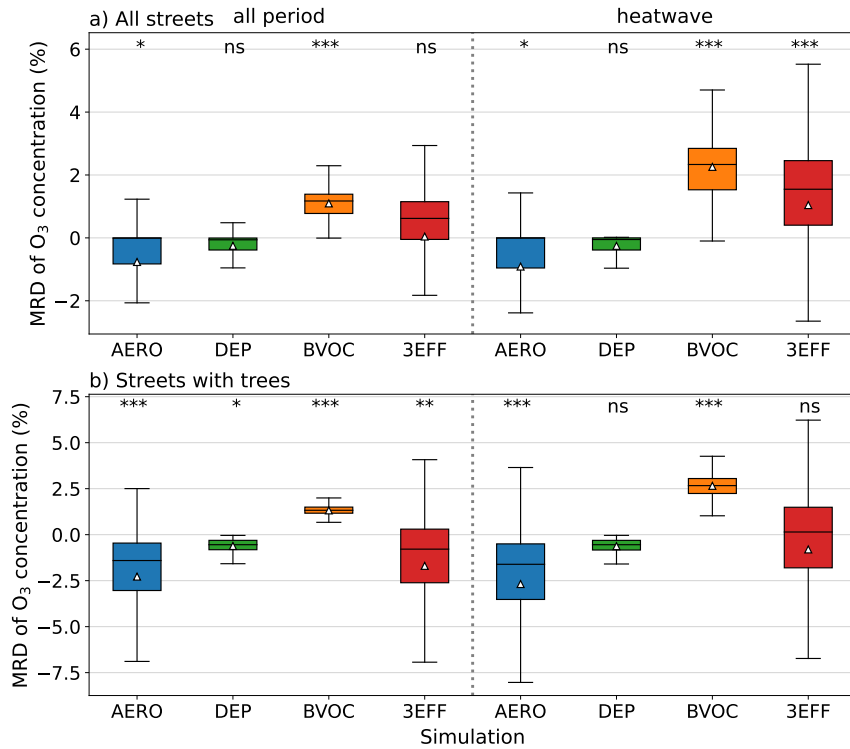 a) All streets all period heatwave
* ns *** ns * ns *** ***
6
4
2
0
−2
MRD of O₃ concentration (%)
AERO DEP BVOC 3EFF AERO DEP BVOC 3EFF
b) Streets with trees
*** * *** ** *** ns *** ns
7.5
5.0
2.5
0.0
−2.5
−5.0
−7.5
MRD of O₃ concentration (%)
AERO DEP BVOC 3EFF AERO DEP BVOC 3EFF
Simulation